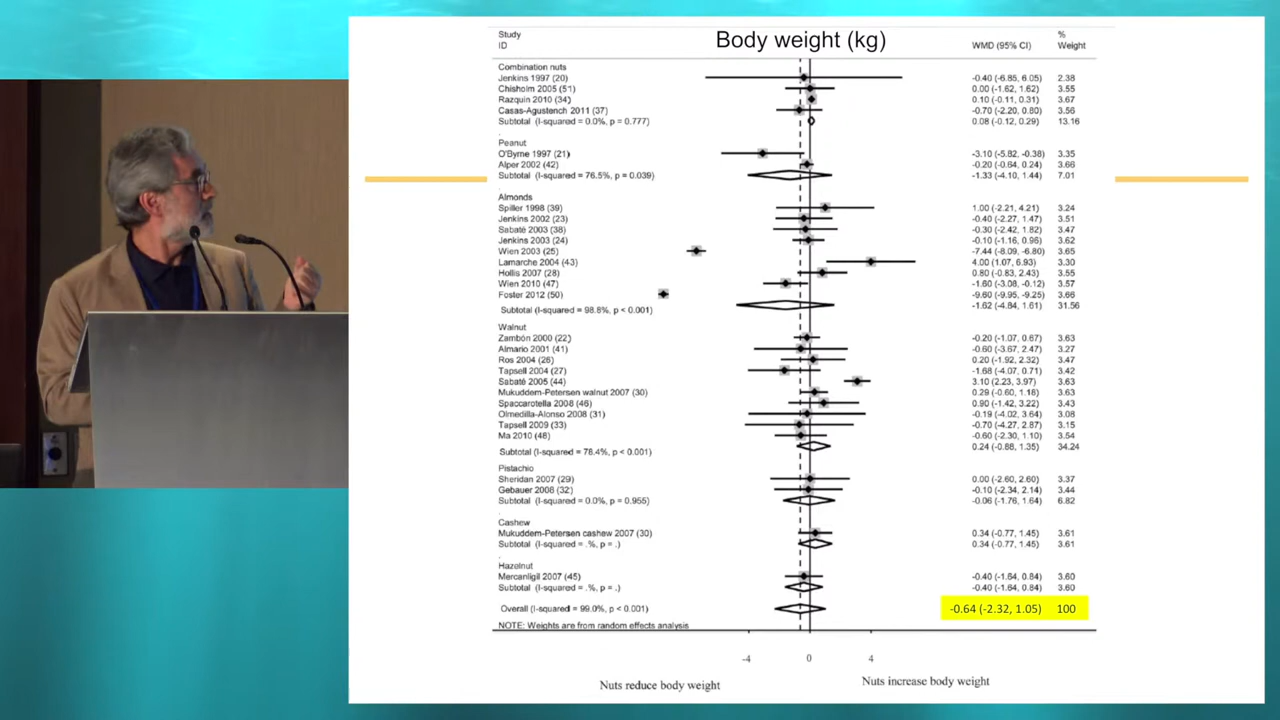 Body weight (kg)
Study
ID
WMD (95% CI)
%
Weight
Combination nuts
Jenkins 1997 (20) -0.40 (-6.85, 6.05) 2.38
Chisholm 2005 (51) 0.00 (-1.62, 1.62) 3.55
Razquin 2010 (34) 0.10 (-0.11, 0.31) 3.67
Casas-Agustench 2011 (37) -0.70 (-2.20, 0.80) 3.56
Subtotal (I-squared = 0.0%, p = 0.777) 0.08 (-0.12, 0.29) 13.16
Peanut
O'Byrne 1997 (21) -3.10 (-5.82, -0.38) 3.35
Alper 2002 (42) -0.20 (-0.64, 0.24) 3.66
Subtotal (I-squared = 76.5%, p = 0.039) -1.33 (-4.10, 1.44) 7.01
Almonds
Spiller 1998 (39) 1.00 (-2.21, 4.21) 3.24
Jenkins 2002 (23) -0.40 (-2.27, 1.47) 3.51
Sabaté 2003 (38) -0.30 (-2.42, 1.82) 3.47
Jenkins 2003 (24) -0.10 (-1.16, 0.96) 3.62
Wien 2003 (25) -7.44 (-8.09, -6.80) 3.65
Lamarche 2004 (43) 4.00 (1.07, 6.93) 3.30
Hollis 2007 (28) 0.80 (-0.83, 2.43) 3.55
Wien 2010 (47) -1.60 (-3.08, -0.12) 3.57
Foster 2012 (50) -9.60 (-9.95, -9.25) 3.66
Subtotal (I-squared = 98.8%, p < 0.001) -1.62 (-4.84, 1.61) 31.56
Walnut
Zambón 2000 (22) -0.20 (-1.07, 0.67) 3.63
Almario 2001 (41) -0.60 (-3.67, 2.47) 3.27
Ros 2004 (26) 0.20 (-1.92, 2.32) 3.47
Tapsell 2004 (27) -1.68 (-4.07, 0.71) 3.42
Sabaté 2005 (44) 3.10 (2.23, 3.97) 3.63
Mukuddem-Petersen walnut 2007 (30) 0.29 (-0.60, 1.18) 3.63
Spaccarotella 2008 (46) 0.90 (-1.42, 3.22) 3.43
Olmedilla-Alonso 2008 (31) -0.19 (-4.02, 3.64) 3.08
Tapsell 2009 (33) -0.70 (-4.27, 2.87) 3.15
Ma 2010 (48) -0.60 (-2.30, 1.10) 3.54
Subtotal (I-squared = 78.4%, p < 0.001) 0.24 (-0.88, 1.35) 34.24
Pistachio
Sheridan 2007 (29) 0.00 (-2.60, 2.60) 3.37
Gebauer 2008 (32) -0.10 (-2.34, 2.14) 3.44
Subtotal (I-squared = 0.0%, p = 0.955) -0.06 (-1.76, 1.64) 6.82
Cashew
Mukuddem-Petersen cashew 2007 (30) 0.34 (-0.77, 1.45) 3.61
Subtotal (I-squared = .%, p = .) 0.34 (-0.77, 1.45) 3.61
Hazelnut
Mercanligil 2007 (45) -0.40 (-1.64, 0.84) 3.60
Subtotal (I-squared = .%, p = .) -0.40 (-1.64, 0.84) 3.60
Overall (I-squared = 99.0%, p < 0.001) -0.64 (-2.32, 1.05) 100
NOTE: Weights are from random effects analysis
-4 0 4
Nuts reduce body weight
Nuts increase body weight